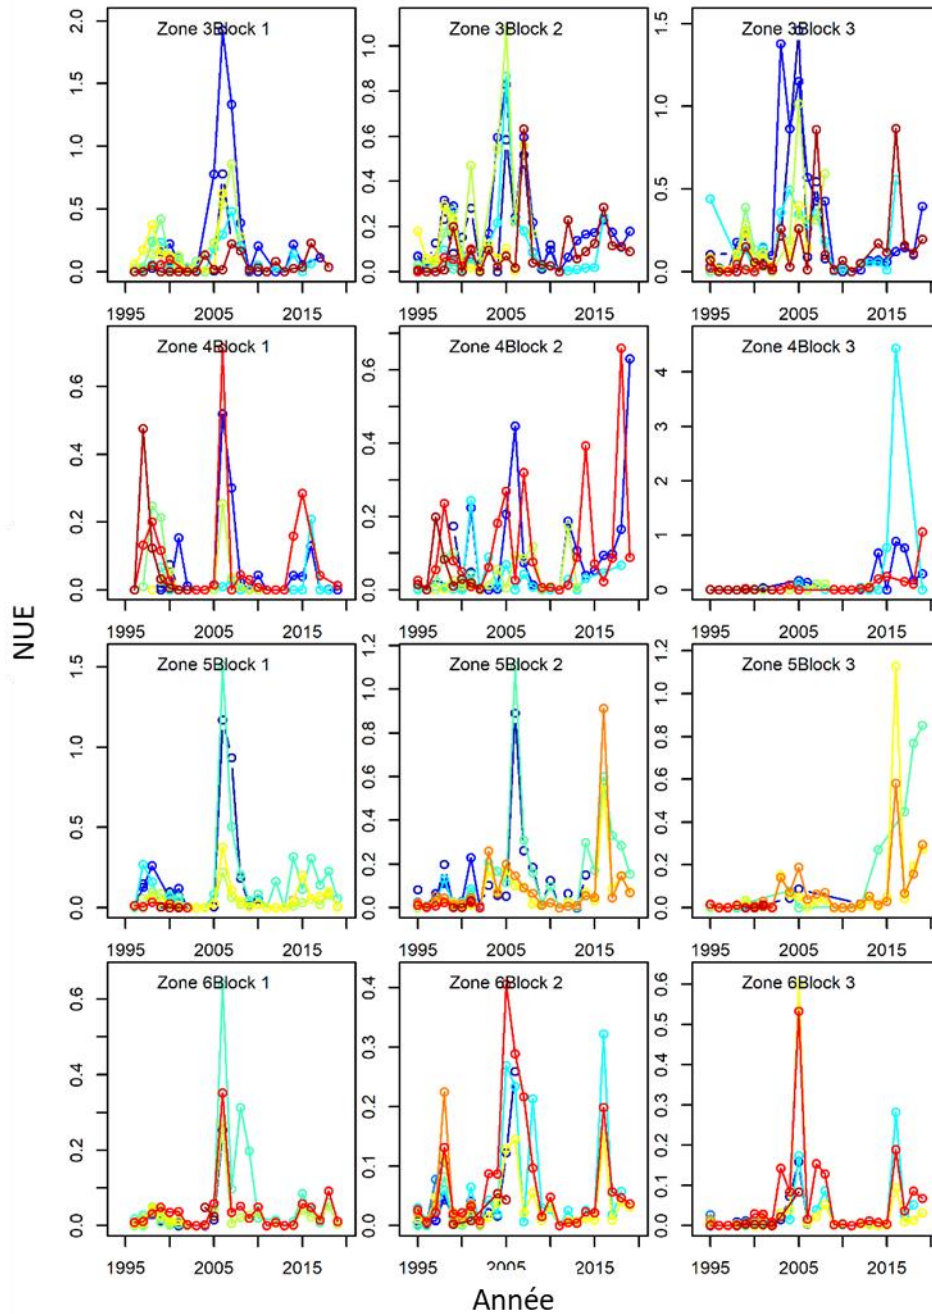 Zone 3Block 1
2.0
1.5
1.0
0.5
0.0
1995 2005 2015
Zone 3Block 2
1.0
0.8
0.6
0.4
0.2
0.0
1995 2005 2015
Zone 3Block 3
1.5
1.0
0.5
0.0
1995 2005 2015
Zone 4Block 1
0.6
0.4
0.2
0.0
1995 2005 2015
Zone 4Block 2
0.6
0.4
0.2
0.0
1995 2005 2015
Zone 4Block 3
4
3
2
1
0
1995 2005 2015
NUE
Zone 5Block 1
1.5
1.0
0.5
0.0
1995 2005 2015
Zone 5Block 2
1.2
1.0
0.8
0.6
0.4
0.2
0.0
1995 2005 2015
Zone 5Block 3
1.2
1.0
0.8
0.6
0.4
0.2
0.0
1995 2005 2015
Zone 6Block 1
0.6
0.4
0.2
0.0
1995 2005 2015
Zone 6Block 2
0.4
0.3
0.2
0.1
0.0
1995 2005 2015
Zone 6Block 3
0.6
0.5
0.4
0.3
0.2
0.1
0.0
1995 2005 2015
Année